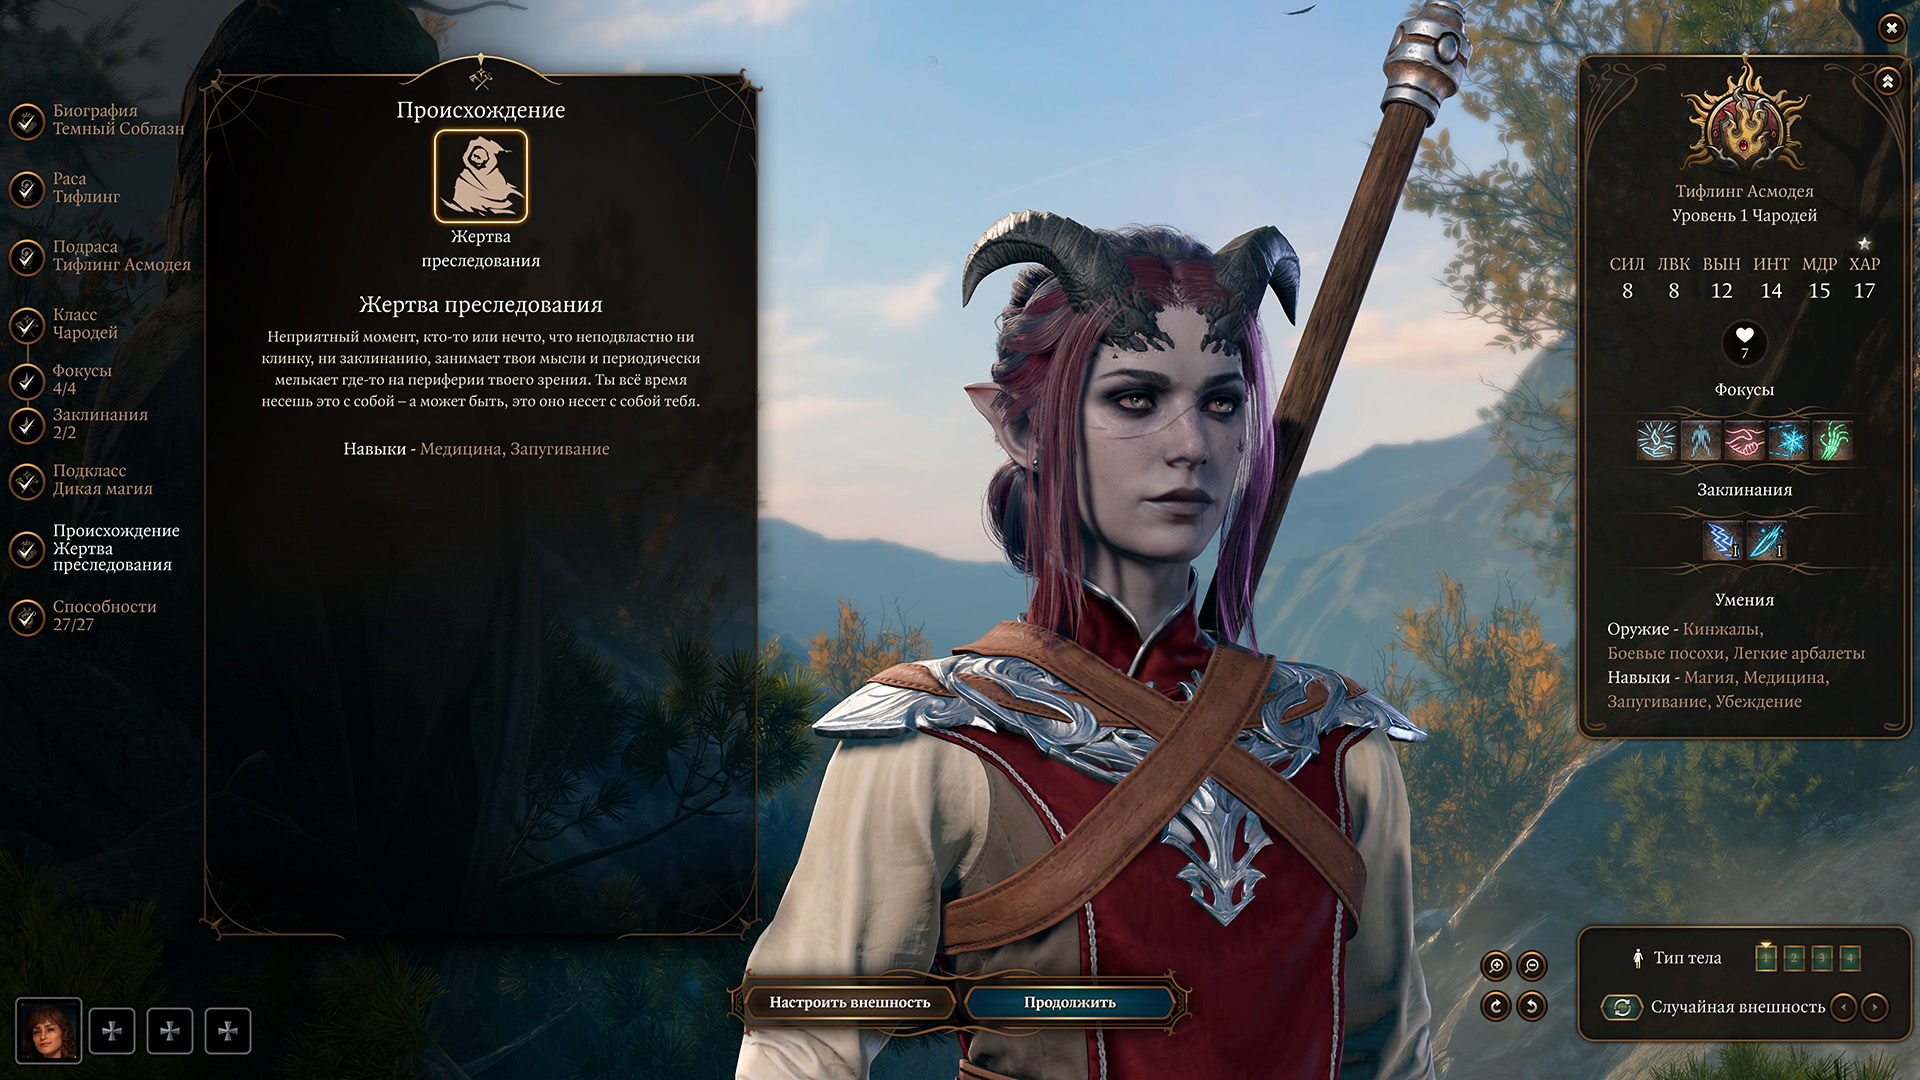 Биография
Темный Соблазн
Раса
Тифлинг
Подраса
Тифлинг Асмодея
Класс
Чародей
Фокусы
4/4
Заклинания
2/2
Подкласс
Дикая магия
Происхождение
Жертва
преследования
Способности
27/27
Происхождение
Жертва
преследования
Жертва преследования
Неприятный момент, кто-то или нечто, что неподвластно ни
клинку, ни заклинанию, занимает твои мысли и периодически
мелькает где-то на периферии твоего зрения. Ты всё время
несешь это с собой – а может быть, это оно несет с собой тебя.
Навыки - Медицина, Запугивание
Настроить внешность
Продолжить
Тифлинг Асмодея
Уровень 1 Чародей
СИЛ ЛВК ВЫН ИНТ МДР ХАР
8 8 12 14 15 17
7
Фокусы
Заклинания
I I
Умения
Оружие - Кинжалы,
Боевые посохи, Легкие арбалеты
Навыки - Магия, Медицина,
Запугивание, Убеждение
Тип тела 1 2 3 4
Случайная внешность